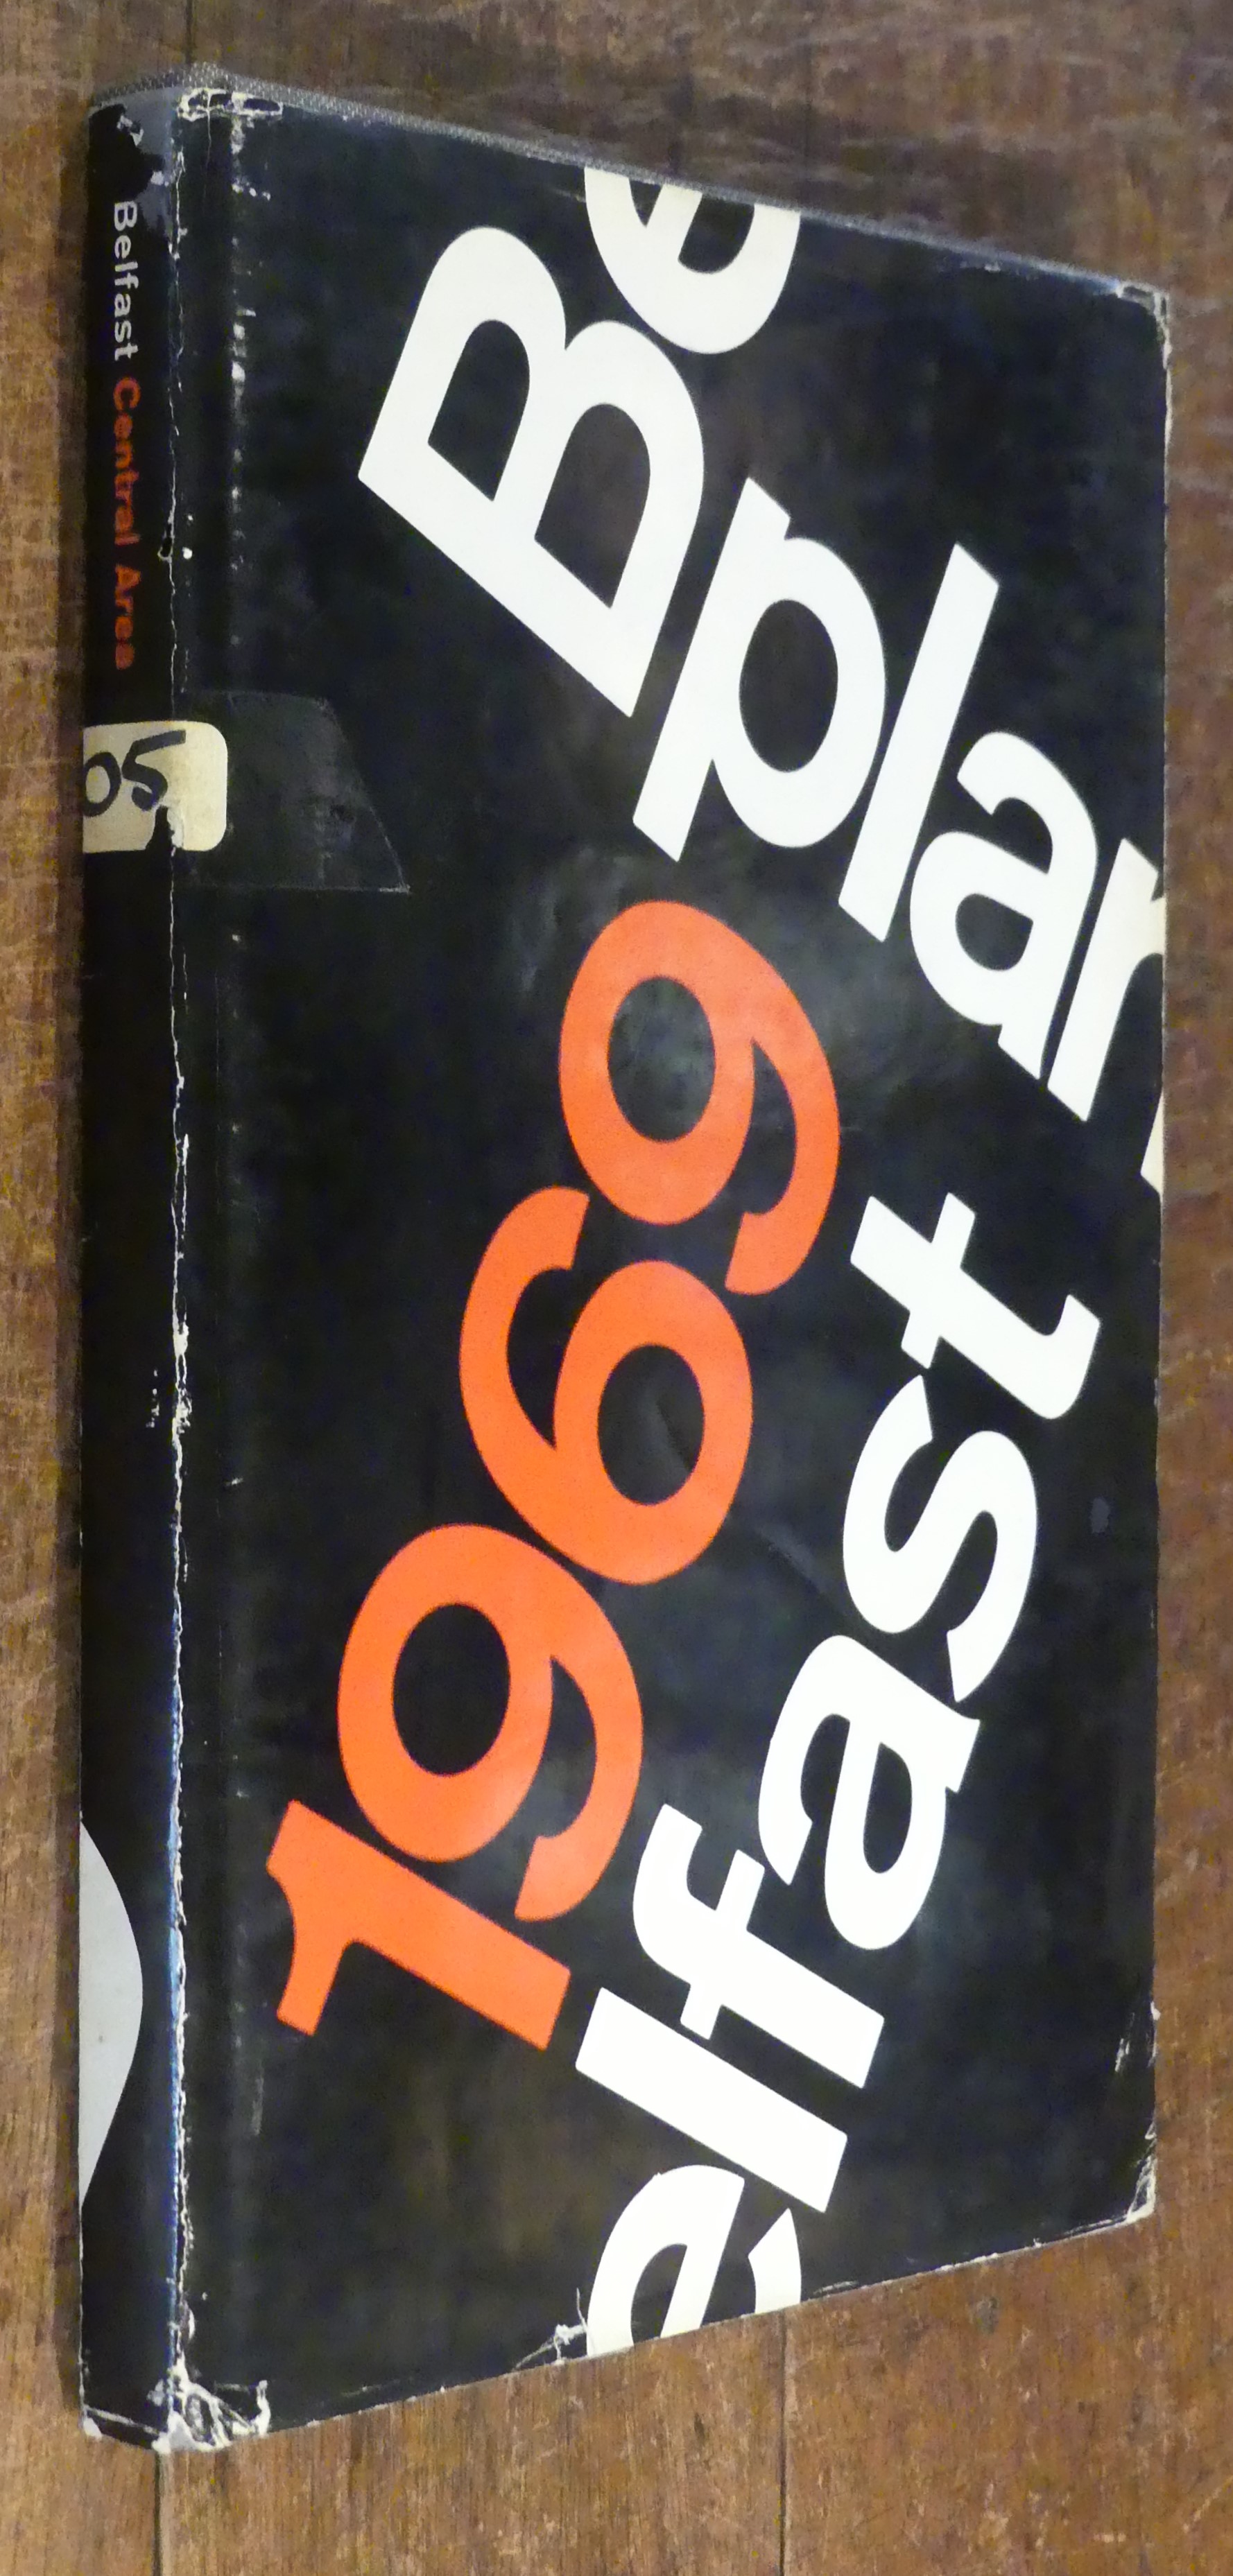 Belfast Central Area
05
Be
plan
1969
elfast